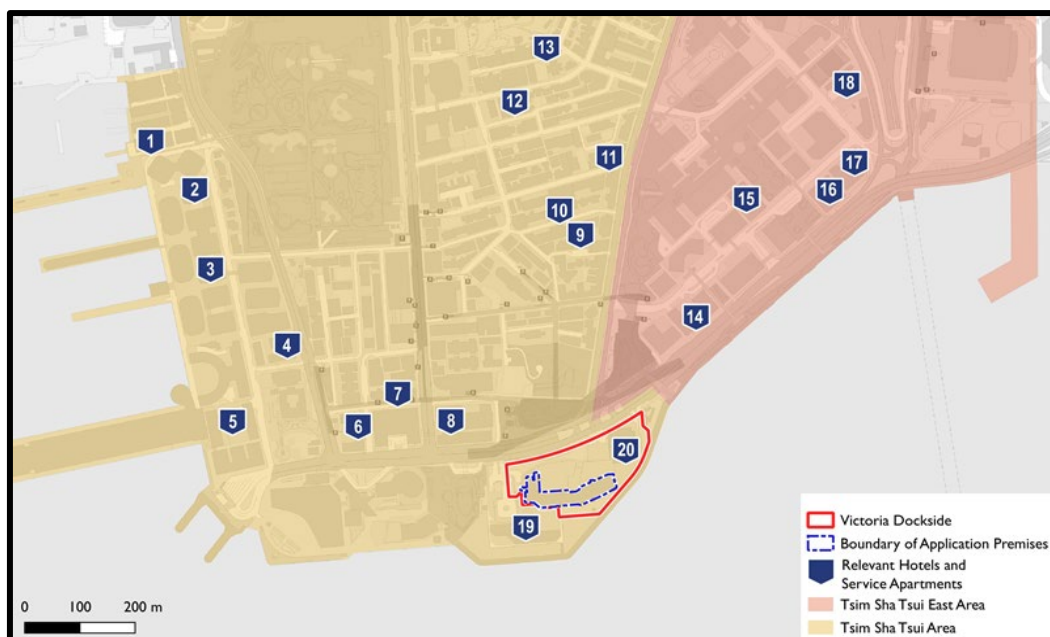 13
18
12
1
11
17
2
16
15
10
9
3
14
4
7
5
6
8
20
19
Victoria Dockside
Boundary of Application Premises
Relevant Hotels and
Service Apartments
Tsim Sha Tsui East Area
Tsim Sha Tsui Area
0 100 200 m